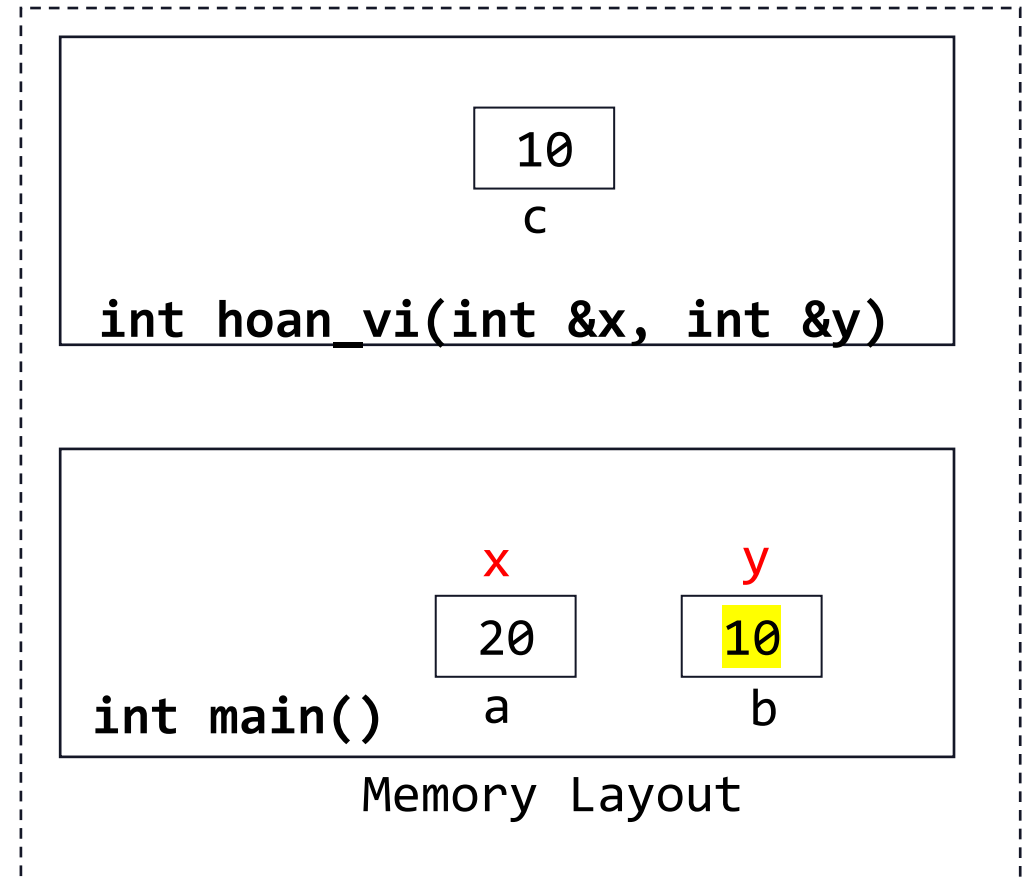 10
c
int hoan_vi(int &x, int &y)
x y
20 10
a b
int main()
Memory Layout